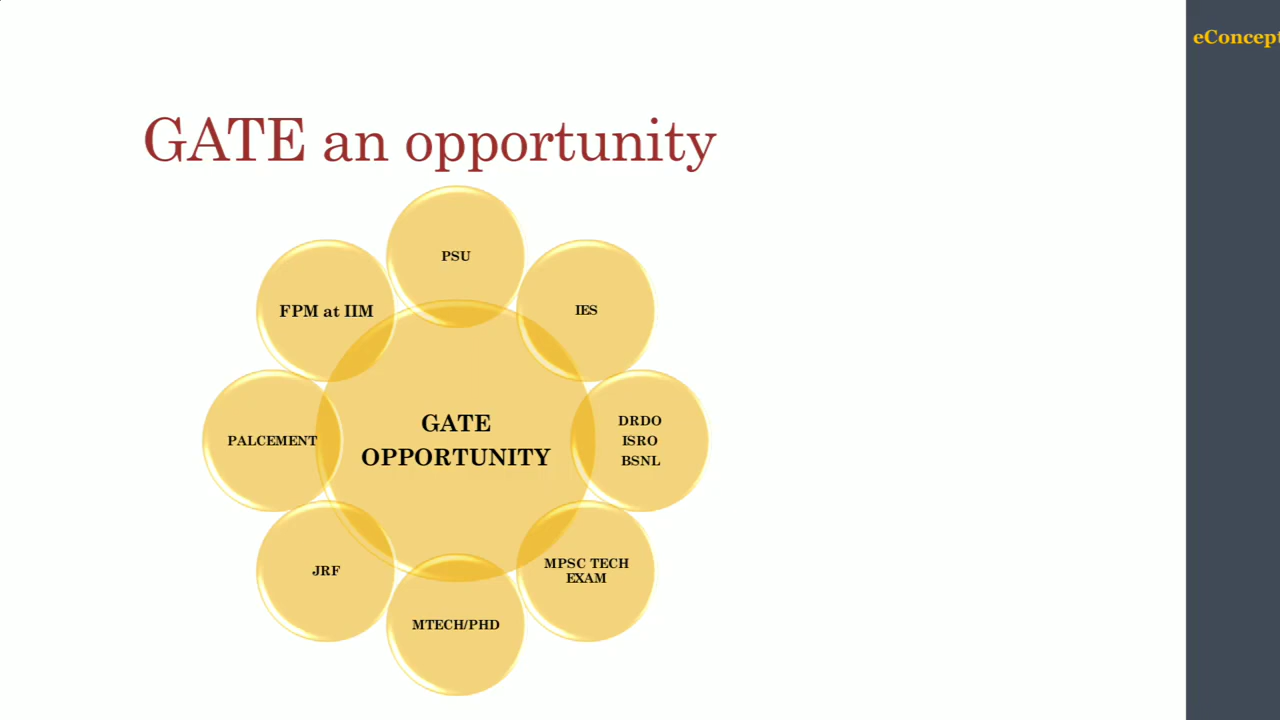 eConcept
GATE an opportunity
PSU
IES
DRDO
ISRO
BSNL
MPSC TECH
EXAM
MTECH/PHD
JRF
PALCEMENT
FPM at IIM
GATE
OPPORTUNITY